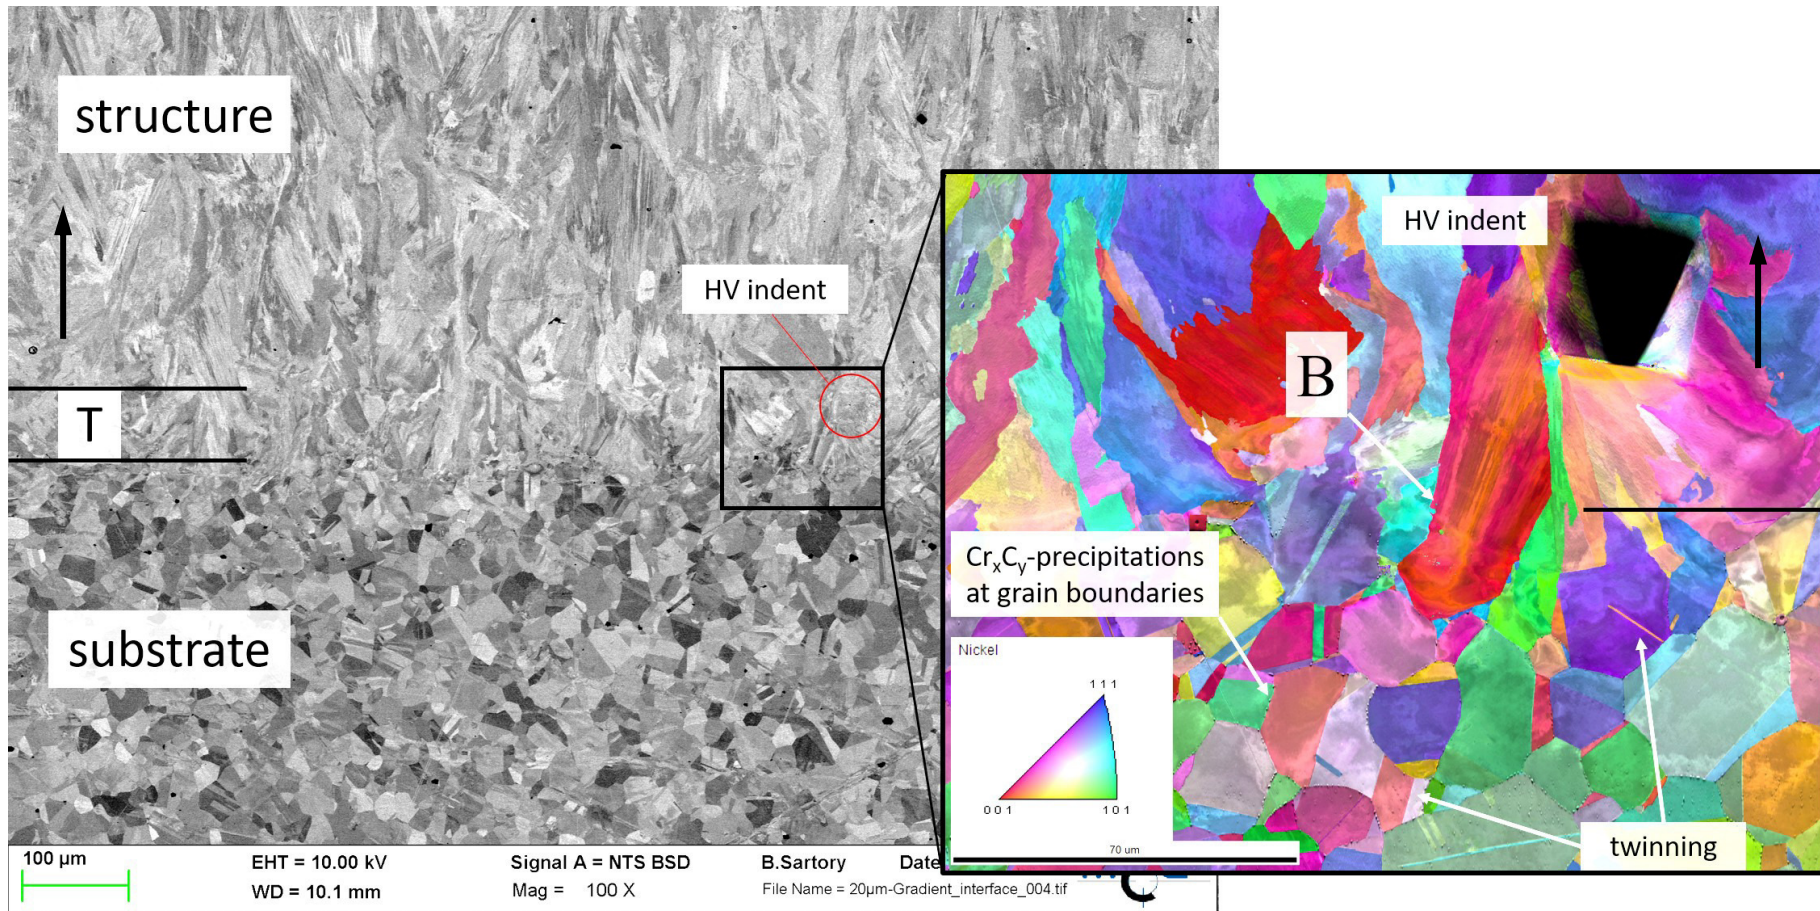 structure
T
HV indent
substrate
HV indent
B
CrₓCᵧ-precipitations
at grain boundaries
Nickel
1 1 1
0 0 1
1 0 1
70 um
twinning
100 µm
EHT = 10.00 kV
Signal A = NTS BSD
B.Sartory
Date
WD = 10.1 mm
Mag = 100 X
File Name = 20µm-Gradient_interface_004.tif